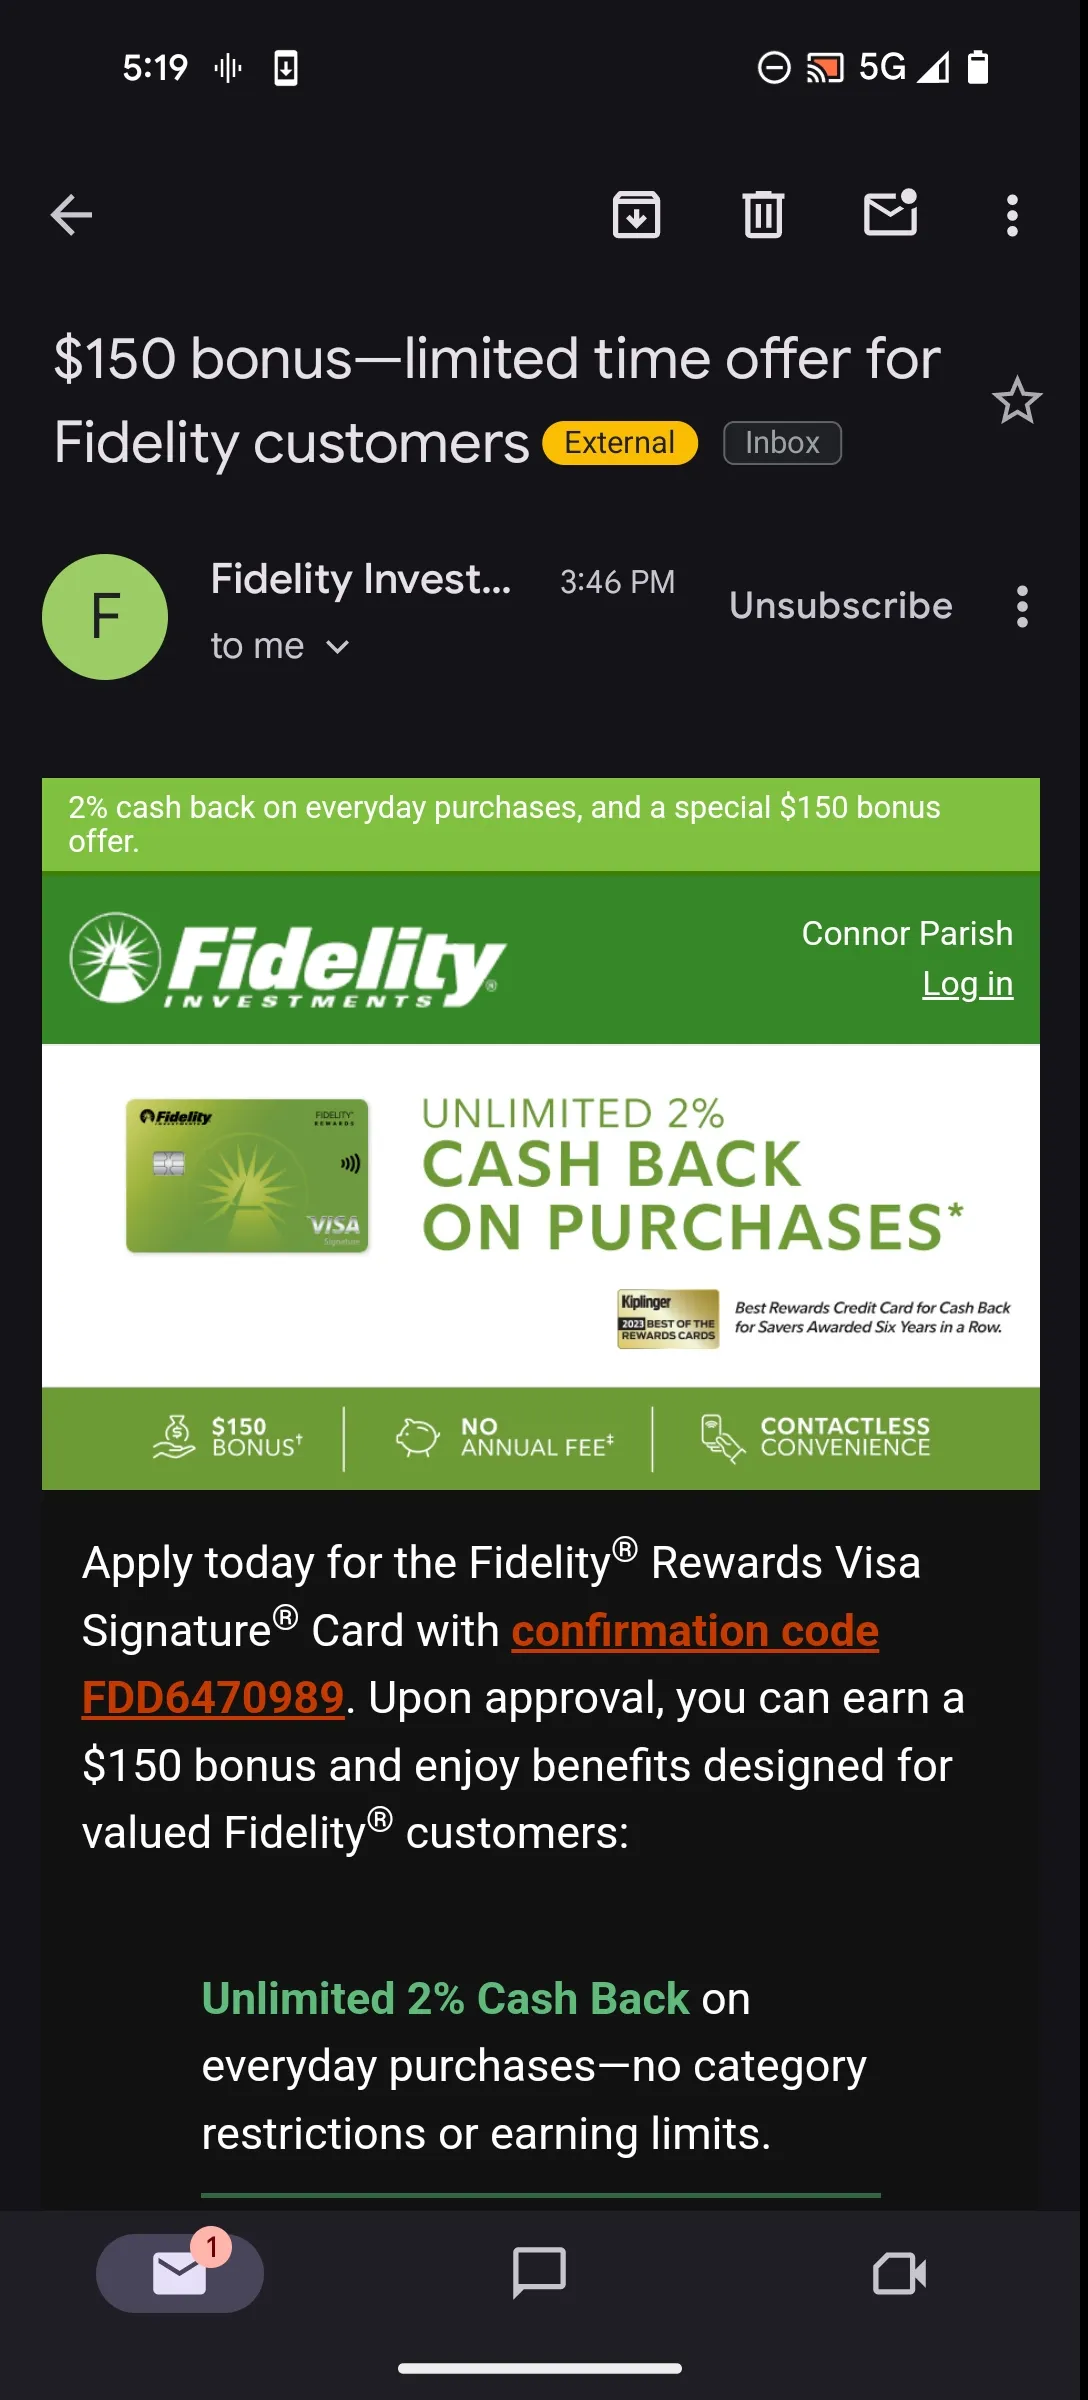 5:19
5G
$150 bonus—limited time offer for
Fidelity customers External Inbox
F
Fidelity Invest... 3:46 PM
Unsubscribe
to me
2% cash back on everyday purchases, and a special $150 bonus
offer.
Fidelity®
INVESTMENTS
Connor Parish
Log in
Fidelity
INVESTMENTS
FIDELITY®
REWARDS
VISA
Signature
UNLIMITED 2%
CASH BACK
ON PURCHASES*
Kiplinger
2023 BEST OF THE
REWARDS CARDS
Best Rewards Credit Card for Cash Back
for Savers Awarded Six Years in a Row.
$150
BONUS†
NO
ANNUAL FEE‡
CONTACTLESS
CONVENIENCE
Apply today for the Fidelity® Rewards Visa
Signature® Card with confirmation code
FDD6470989. Upon approval, you can earn a
$150 bonus and enjoy benefits designed for
valued Fidelity® customers:
Unlimited 2% Cash Back on
everyday purchases—no category
restrictions or earning limits.
1